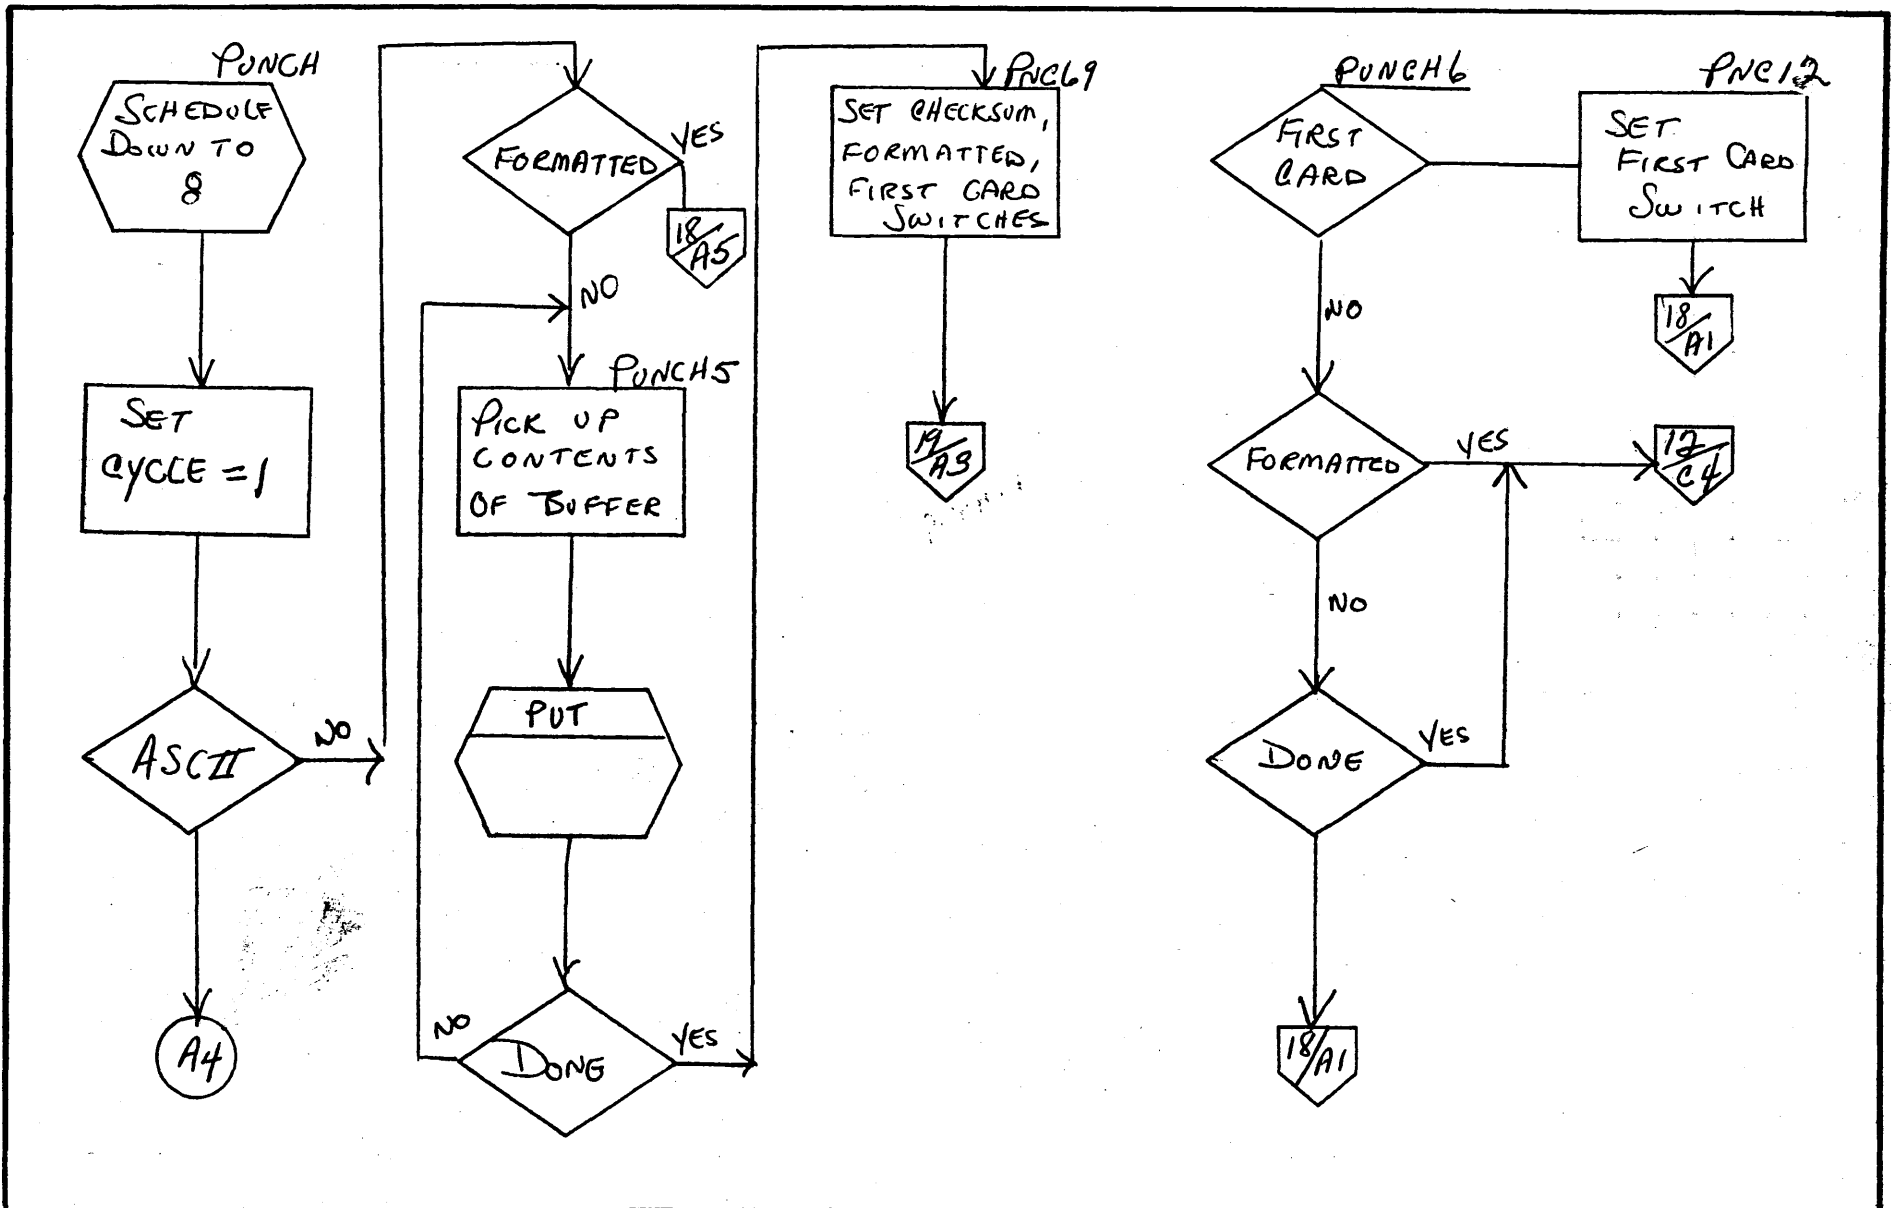 PUNCH
SCHEDULE
DOWN TO
8
SET
CYCLE = 1
ASCII
NO
A4
FORMATTED
YES
18/A5
NO
PUNCH5
PICK UP
CONTENTS
OF BUFFER
PUT
DONE
NO
YES
PNC69
SET CHECKSUM,
FORMATTED,
FIRST CARD
SWITCHES
19/A3
PUNCH6
FIRST
CARD
NO
FORMATTED
YES
12/C4
NO
DONE
YES
18/A1
PNC12
SET
FIRST CARD
SWITCH
18/A1